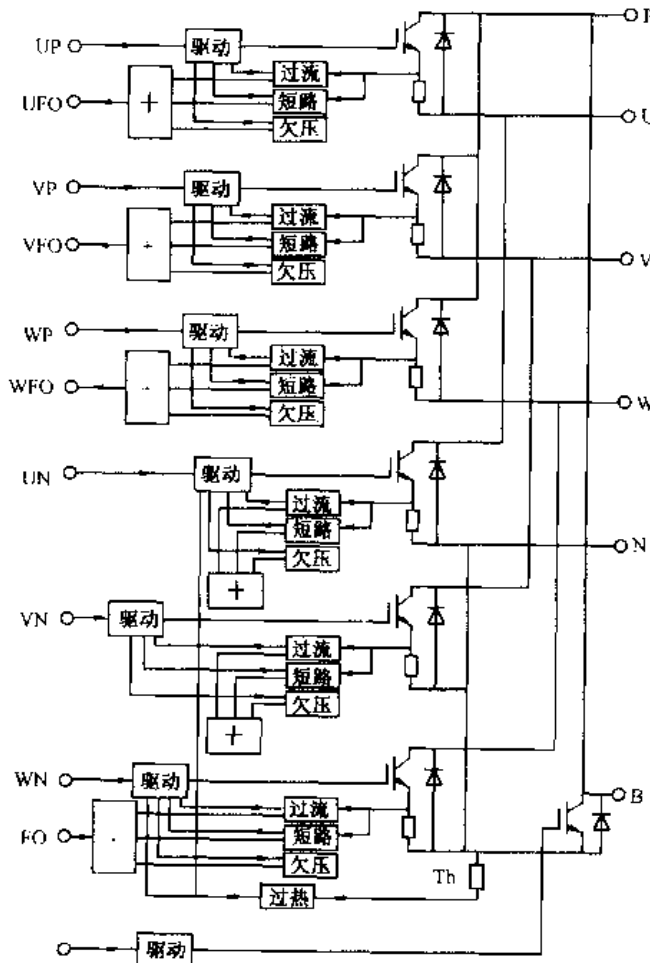 UP 驱动 P
过流
UFO + 短路 U
欠压
VP 驱动
过流
VFO + 短路 V
欠压
WP 驱动
过流
WFO 短路 W
欠压
UN 驱动
过流
短路 N
欠压
+
VN 驱动
过流
短路
欠压
+
WN 驱动
过流 B
FO 短路
欠压
Th
过热
驱动